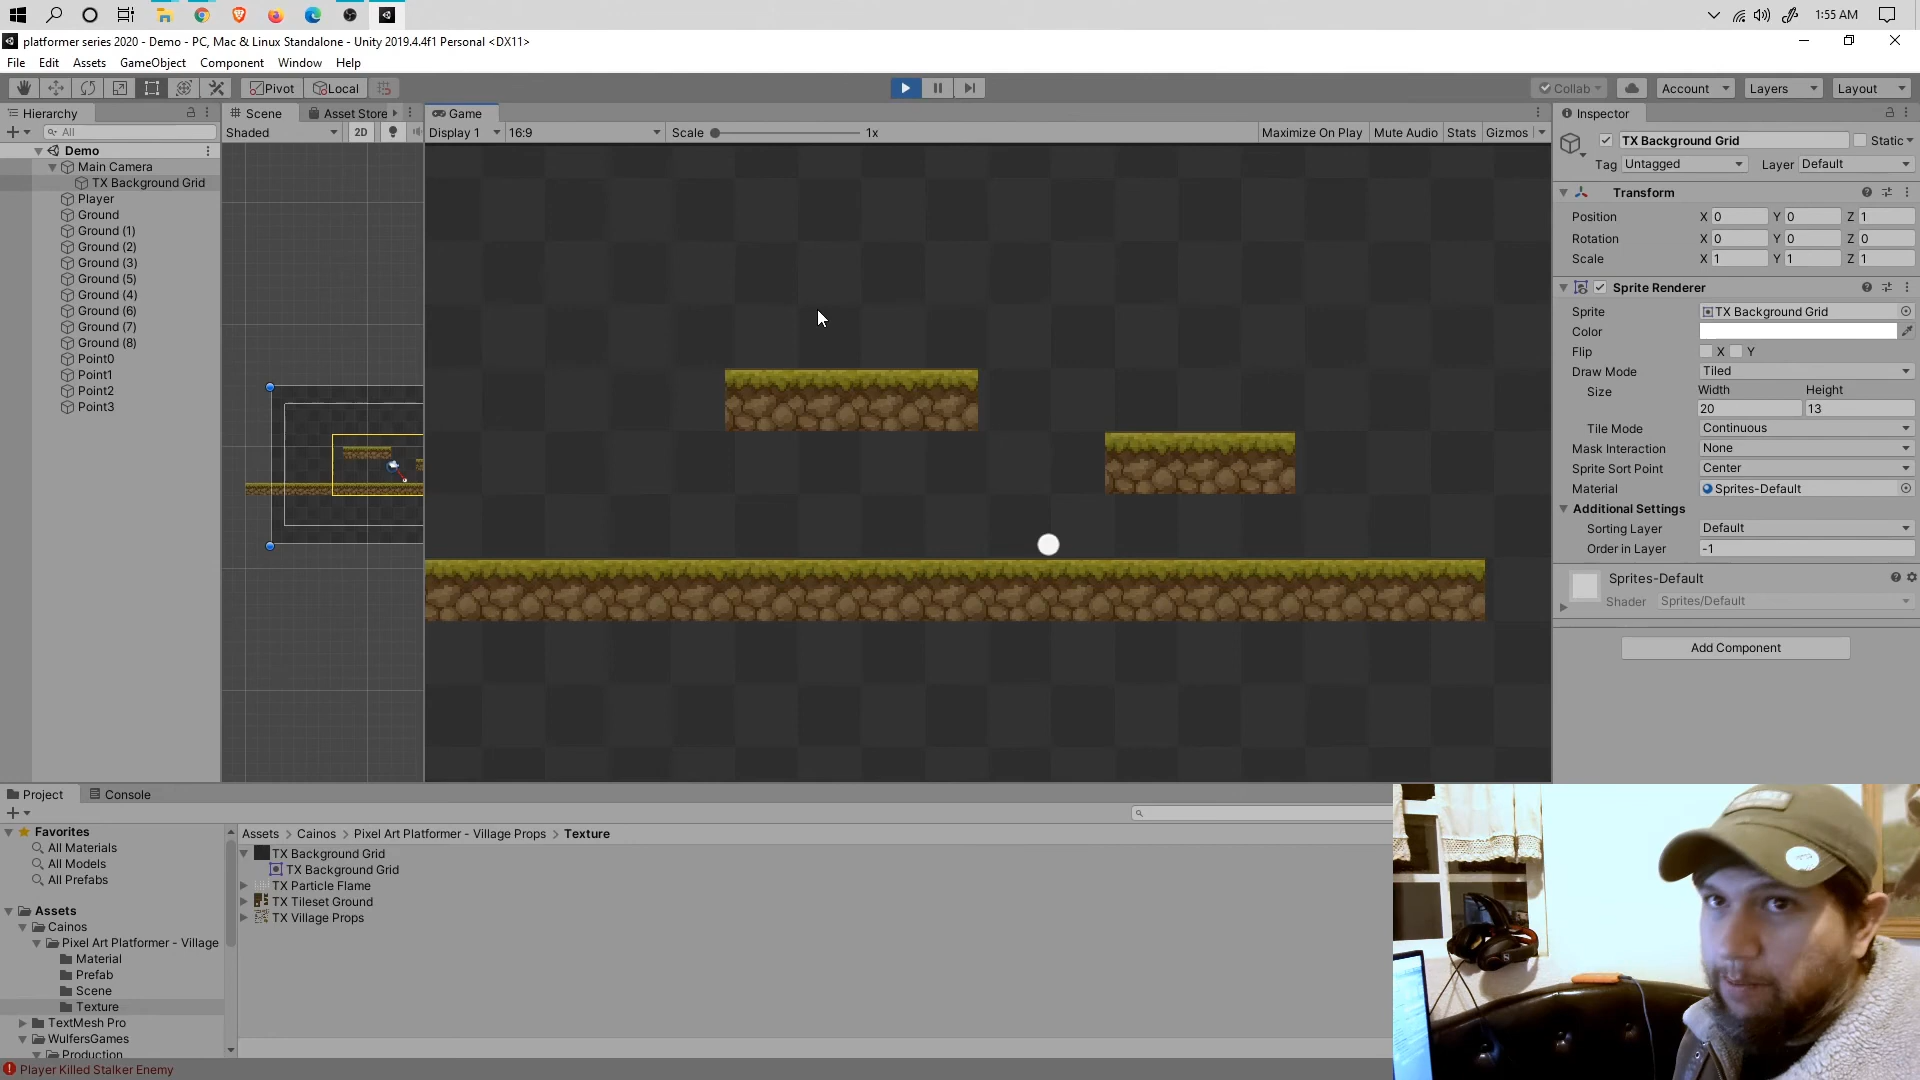 1:55 AM
platformer series 2020 - Demo - PC, Mac & Linux Standalone - Unity 2019.4.4f1 Personal <DX11>
File Edit Assets GameObject Component Window Help
Pivot Local Collab Account Layers Layout
Hierarchy
All
Demo
Main Camera
TX Background Grid
Player
Ground
Ground (1)
Ground (2)
Ground (3)
Ground (5)
Ground (4)
Ground (6)
Ground (7)
Ground (8)
Point0
Point1
Point2
Point3
Scene Asset Store
Shaded 2D
Game
Display 1 16:9 Scale 1x Maximize On Play Mute Audio Stats Gizmos
Inspector
TX Background Grid Static
Tag Untagged Layer Default
Transform
Position X 0 Y 0 Z 1
Rotation X 0 Y 0 Z 0
Scale X 1 Y 1 Z 1
Sprite Renderer
Sprite TX Background Grid
Color
Flip X Y
Draw Mode Tiled
Size Width Height
20 13
Tile Mode Continuous
Mask Interaction None
Sprite Sort Point Center
Material Sprites-Default
Additional Settings
Sorting Layer Default
Order in Layer -1
Sprites-Default
Shader Sprites/Default
Add Component
Project Console
Favorites
All Materials
All Models
All Prefabs
Assets
Cainos
Pixel Art Platformer - Village
Material
Prefab
Scene
Texture
TextMesh Pro
WulfersGames
Production
Assets > Cainos > Pixel Art Platformer - Village Props > Texture
TX Background Grid
TX Background Grid
TX Particle Flame
TX Tileset Ground
TX Village Props
Player Killed Stalker Enemy